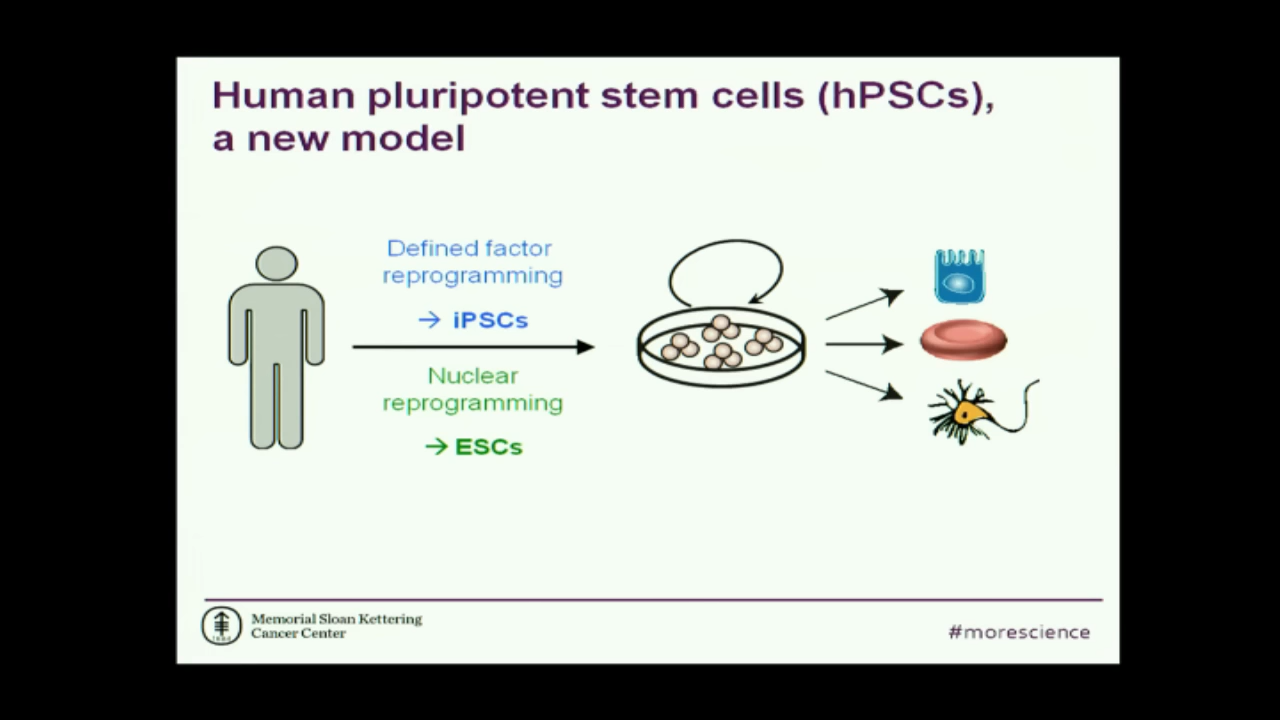 Human pluripotent stem cells (hPSCs),
a new model
Defined factor
reprogramming
→ iPSCs
Nuclear
reprogramming
→ ESCs
Memorial Sloan Kettering
Cancer Center
#morescience